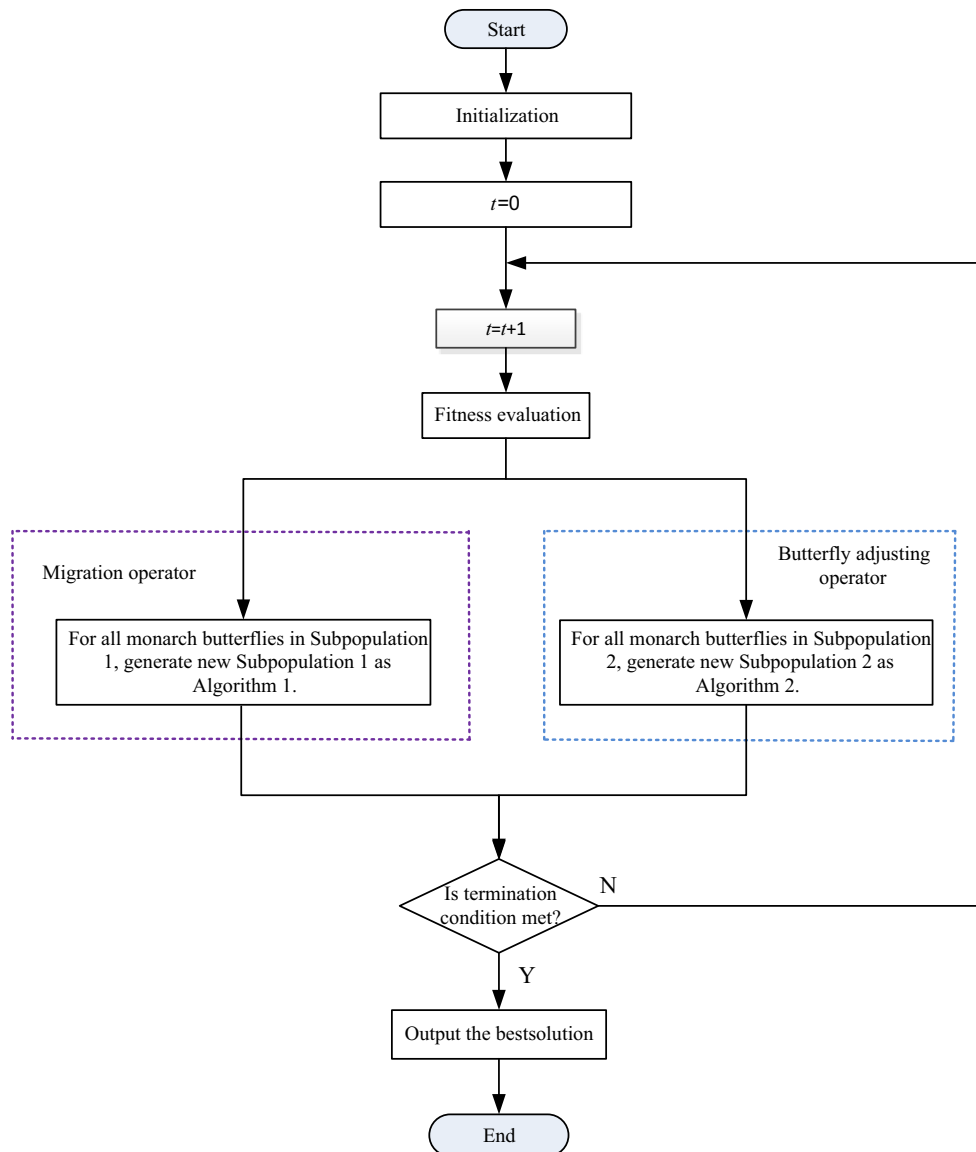 Start
Initialization
t=0
t=t+1
Fitness evaluation
Migration operator
For all monarch butterflies in Subpopulation
1, generate new Subpopulation 1 as
Algorithm 1.
Butterfly adjusting
operator
For all monarch butterflies in Subpopulation
2, generate new Subpopulation 2 as
Algorithm 2.
Is termination
condition met?
N
Y
Output the bestsolution
End